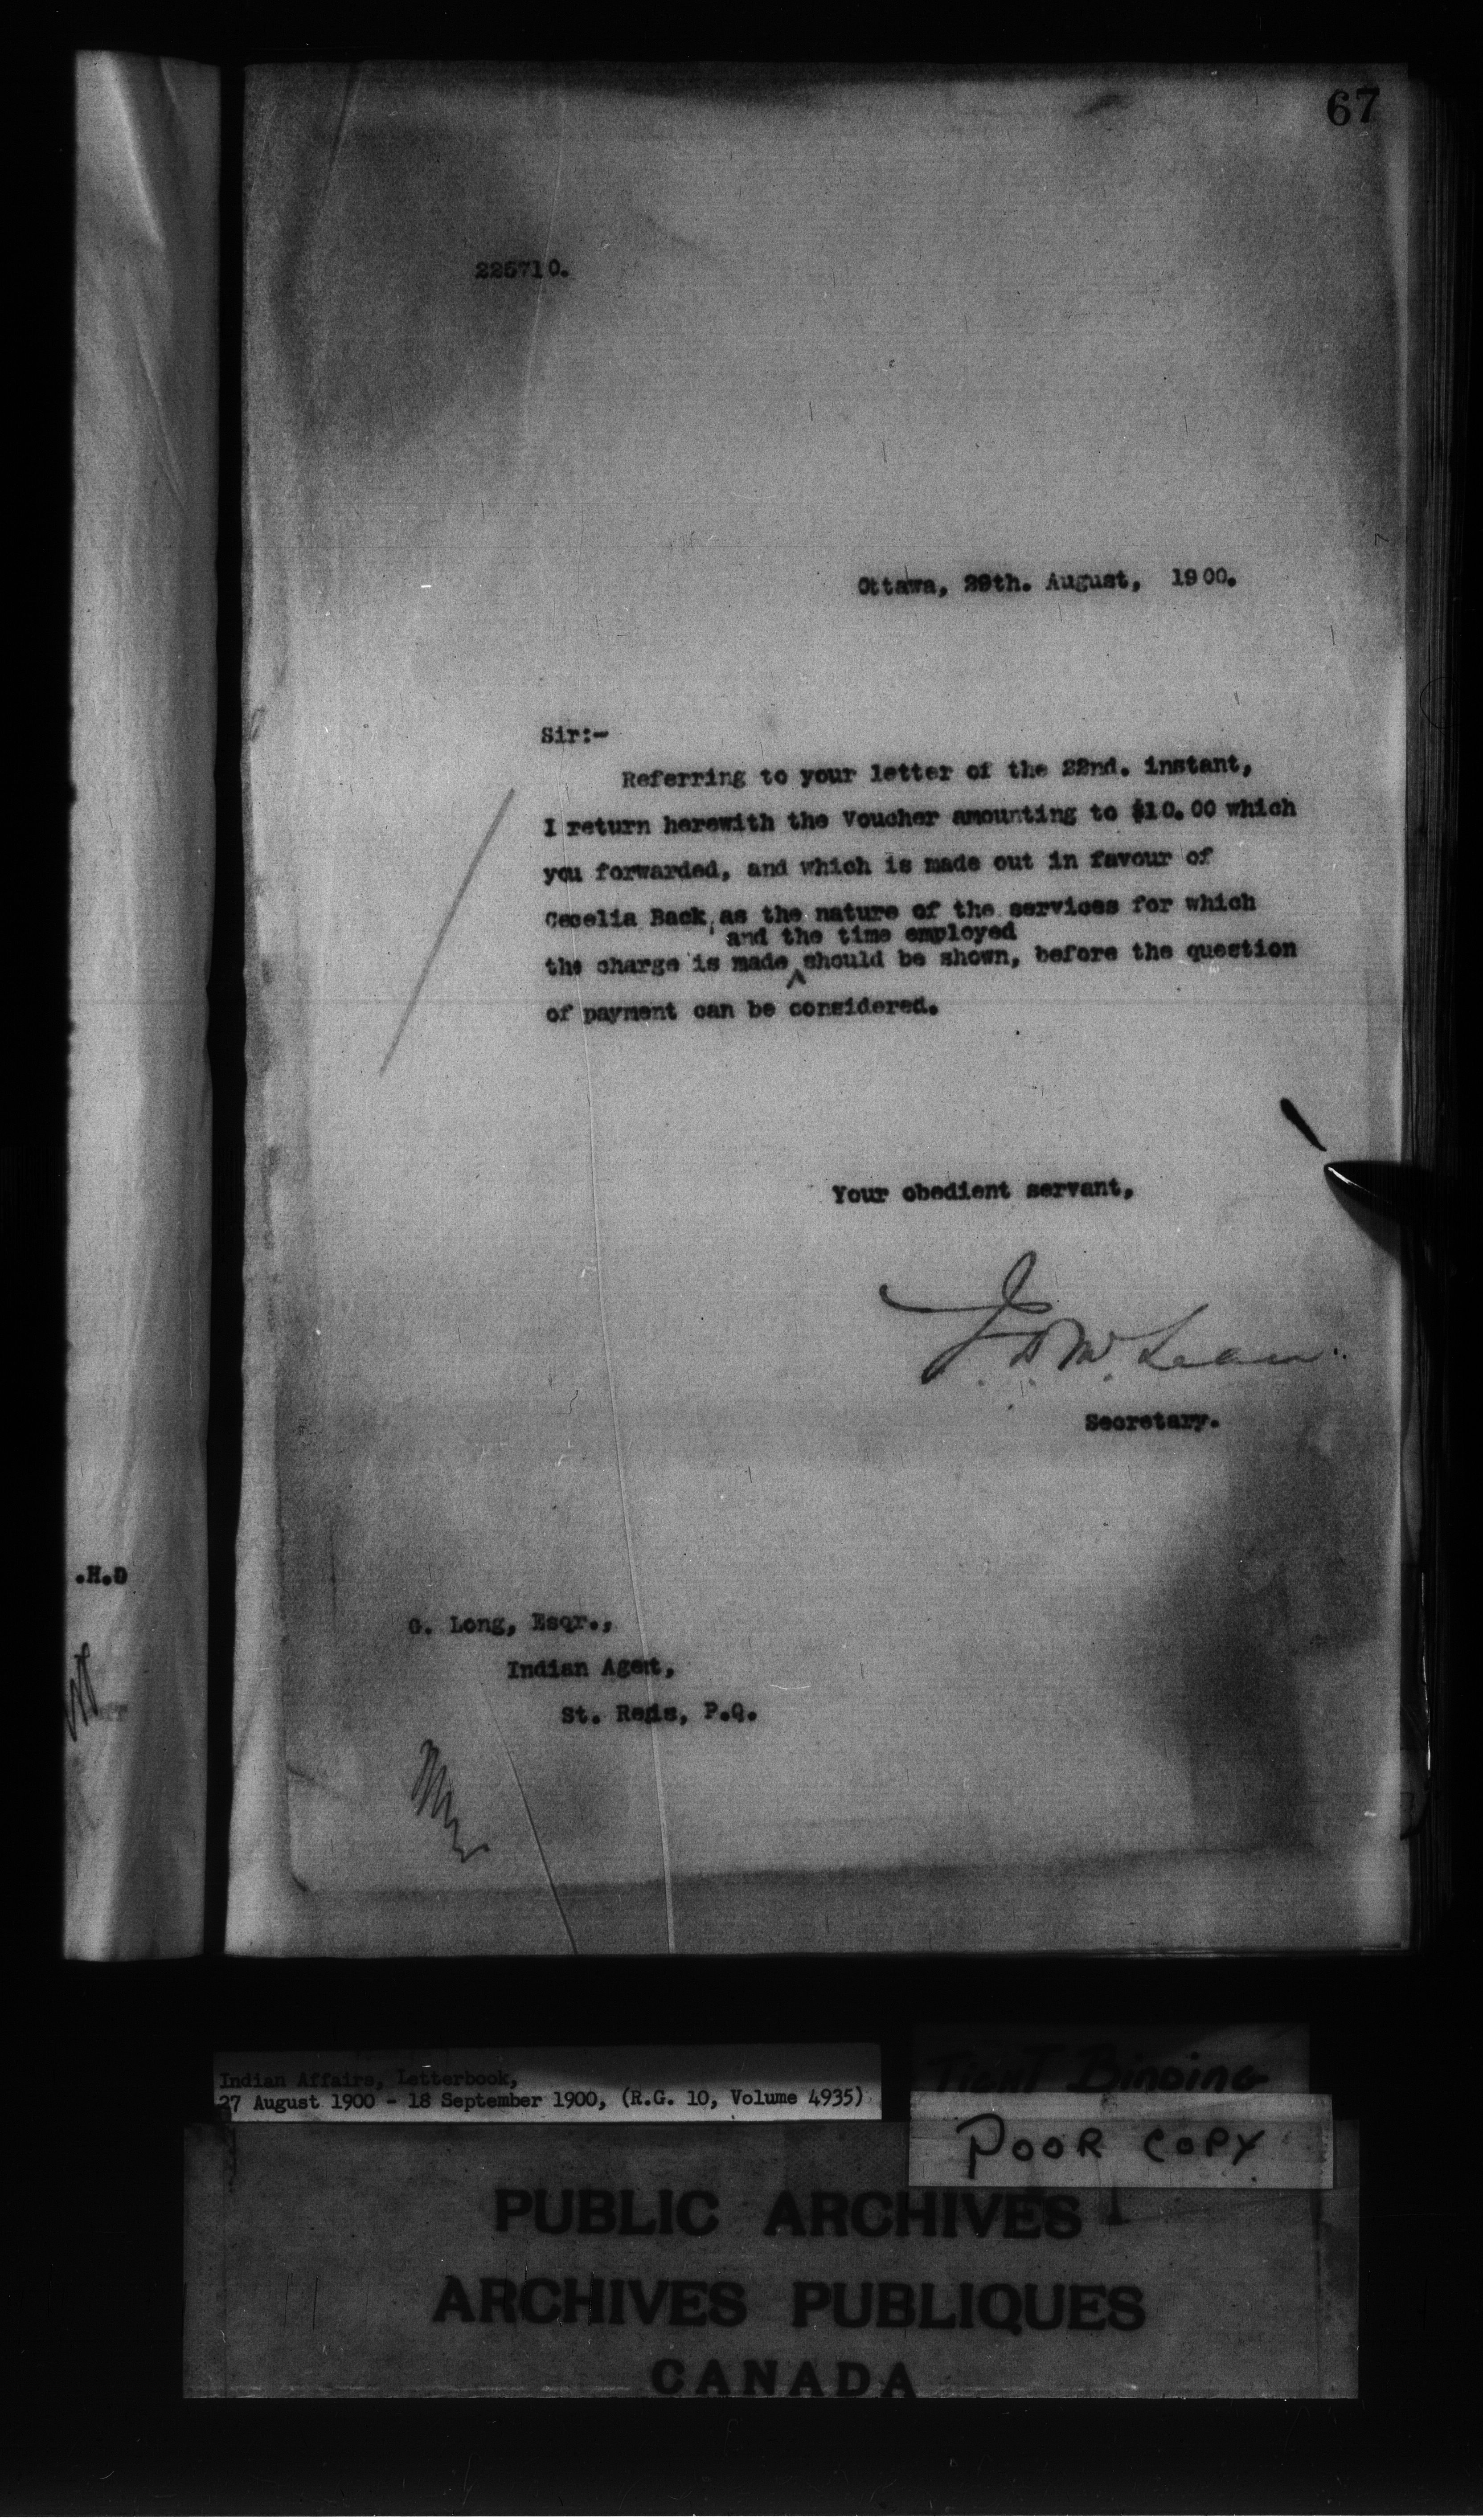 67
225710.
Ottawa, 29th. August, 1900.
Sir:-
Referring to your letter of the 22nd. instant,
I return herewith the Voucher amounting to $10.00 which
you forwarded, and which is made out in favour of
Cecelia Back, as the nature of the services for which
and the time employed
the charge is made ^ should be shown, before the question
of payment can be considered.
Your obedient servant,
J. D. McLean.
Secretary.
.H.D
G. Long, Esqr.,
Indian Agent,
St. Regis, P.Q.
Indian Affairs, Letterbook,
27 August 1900 - 18 September 1900, (R.G. 10, Volume 4935)
Tight Binding
POOR COPY
PUBLIC ARCHIVES
ARCHIVES PUBLIQUES
CANADA